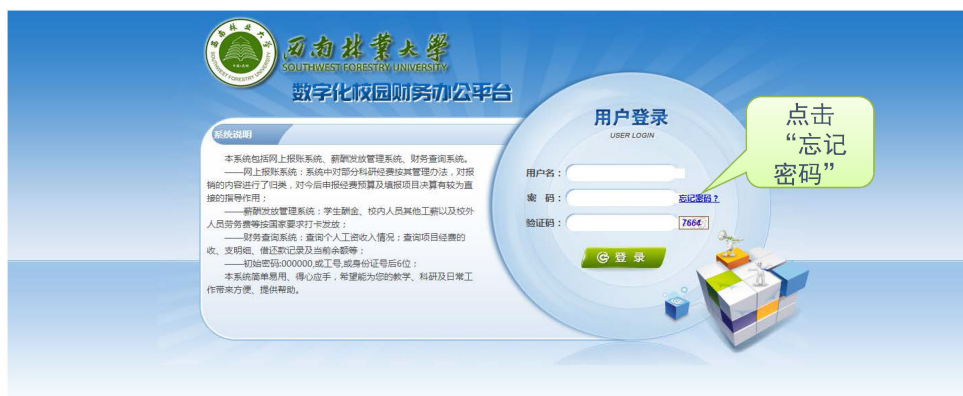 西南林业大學
SOUTHWEST FORESTRY UNIVERSITY
数字化校园财务办公平台
系统说明
本系统包括网上报账系统、薪酬发放管理系统、财务查询系统。
——网上报账系统：系统中对部分科研经费按其管理办法，对报
销的内容进行了归类，对今后申报经费预算及填报项目决算有较为直
接的指导作用；
——薪酬发放管理系统：学生酬金、校内人员其他工薪以及校外
人员劳务费等按国家要求打卡发放；
——财务查询系统：查询个人工资收入情况；查询项目经费的
收、支明细、借还款记录及当前余额等；
——初始密码:000000,或工号,或身份证号后6位；
本系统简单易用、得心应手，希望能为您的教学、科研及日常工
作带来方便、提供帮助。
用户登录
USER LOGIN
用户名：
密 码：
忘记密码？
验证码：
7664
登 录
点击
“忘记
密码”